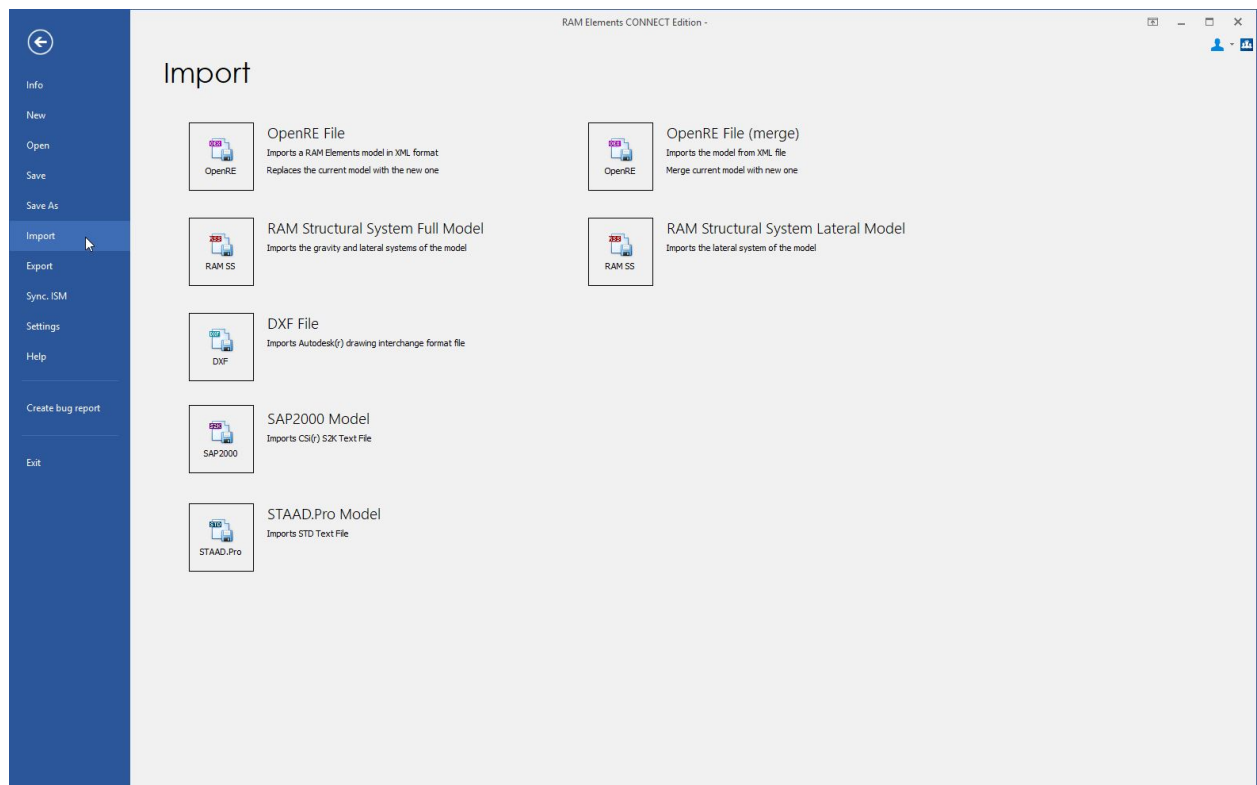 RAM Elements CONNECT Edition -
Info
New
Open
Save
Save As
Import
Export
Sync. ISM
Settings
Help
Create bug report
Exit
Import
OpenRE
OpenRE File
Imports a RAM Elements model in XML format
Replaces the current model with the new one
OpenRE
OpenRE File (merge)
Imports the model from XML file
Merge current model with new one
RAM SS
RAM Structural System Full Model
Imports the gravity and lateral systems of the model
RAM SS
RAM Structural System Lateral Model
Imports the lateral system of the model
DXF
DXF
DXF File
Imports Autodesk(r) drawing interchange format file
S2K
SAP2000
SAP2000 Model
Imports CSi(r) S2K Text File
STD
STAAD.Pro
STAAD.Pro Model
Imports STD Text File